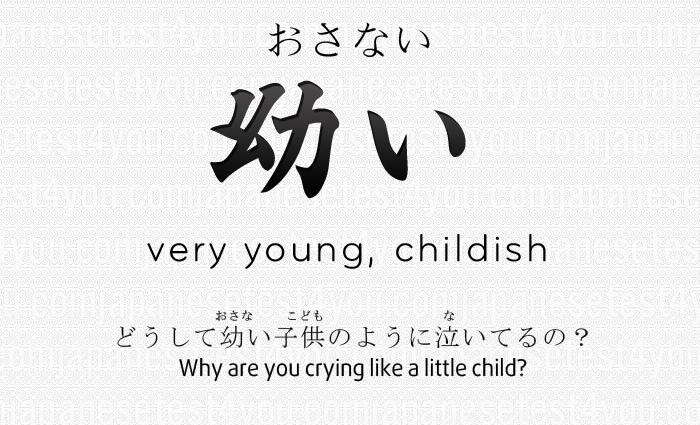 おさない
幼い
very young, childish
おさな こども な
どうして幼い子供のように泣いてるの？
Why are you crying like a little child?